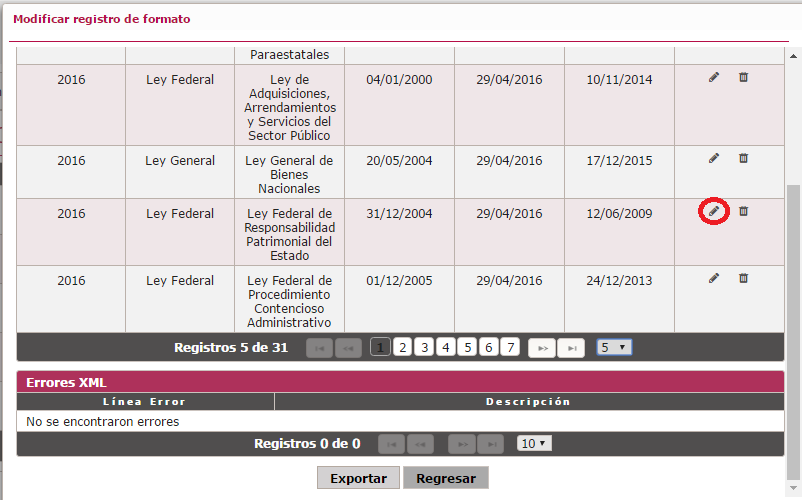 Modificar registro de formato
Paraestatales
2016 Ley Federal Ley de 04/01/2000 29/04/2016 10/11/2014
Adquisiciones,
Arrendamientos
y Servicios del
Sector Público
2016 Ley General Ley General de 20/05/2004 29/04/2016 17/12/2015
Bienes
Nacionales
2016 Ley Federal Ley Federal de 31/12/2004 29/04/2016 12/06/2009
Responsabilidad
Patrimonial del
Estado
2016 Ley Federal Ley Federal de 01/12/2005 29/04/2016 24/12/2013
Procedimiento
Contencioso
Administrativo
Registros 5 de 31 1 2 3 4 5 6 7 5
Errores XML
Línea Error Descripción
No se encontraron errores
Registros 0 de 0 10
Exportar Regresar